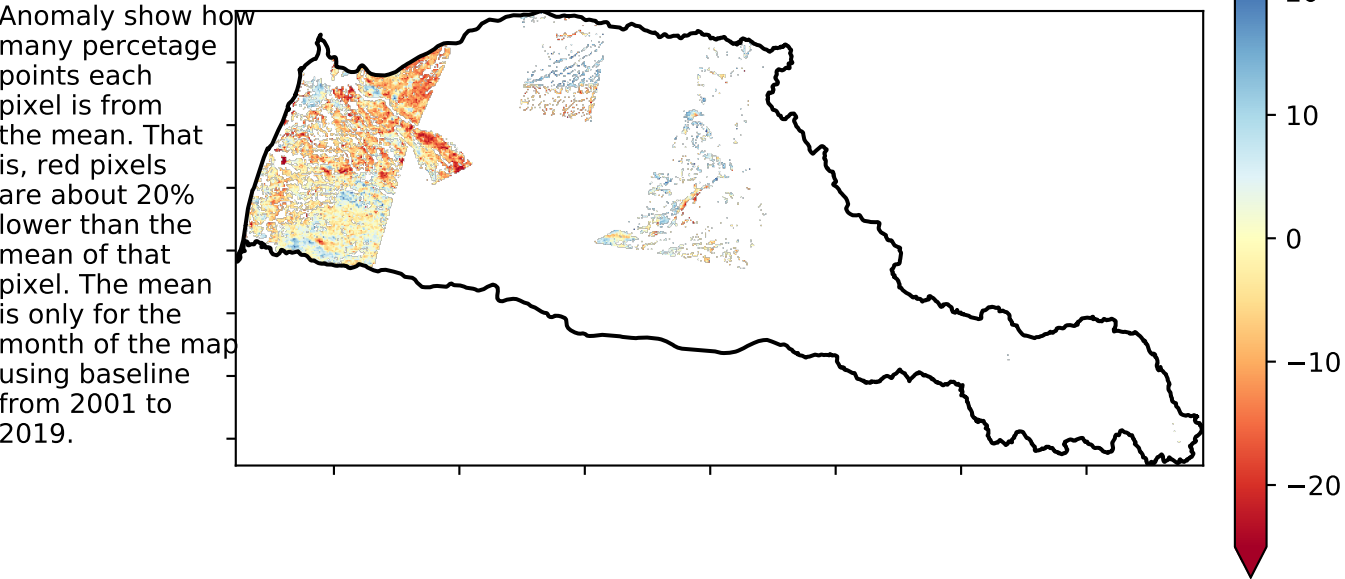 Anomaly show how
many percetage
points each
pixel is from
the mean. That
is, red pixels
are about 20%
lower than the
mean of that
pixel. The mean
is only for the
month of the map
using baseline
from 2001 to
2019.
10
0
−10
−20